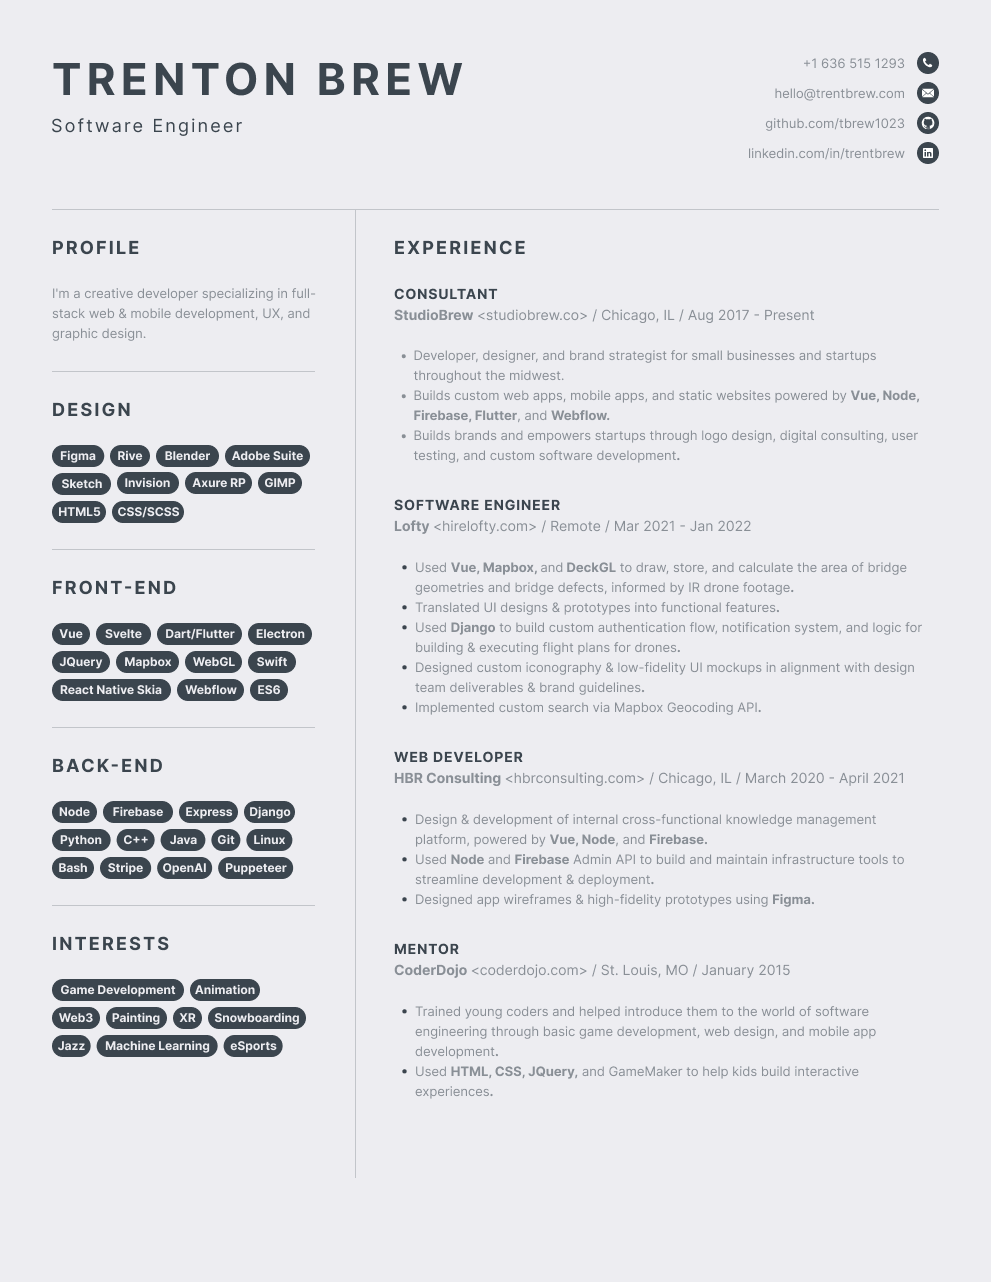 TRENTON BREW
Software Engineer
+1 636 515 1293
hello@trentbrew.com
github.com/tbrew1023
linkedin.com/in/trentbrew
PROFILE
I'm a creative developer specializing in full-
stack web & mobile development, UX, and
graphic design.
DESIGN
Figma Rive Blender Adobe Suite
Sketch Invision Axure RP GIMP
HTML5 CSS/SCSS
FRONT-END
Vue Svelte Dart/Flutter Electron
JQuery Mapbox WebGL Swift
React Native Skia Webflow ES6
BACK-END
Node Firebase Express Django
Python C++ Java Git Linux
Bash Stripe OpenAI Puppeteer
INTERESTS
Game Development Animation
Web3 Painting XR Snowboarding
Jazz Machine Learning eSports
EXPERIENCE
CONSULTANT
StudioBrew <studiobrew.co> / Chicago, IL / Aug 2017 - Present
• Developer, designer, and brand strategist for small businesses and startups
throughout the midwest.
• Builds custom web apps, mobile apps, and static websites powered by Vue, Node,
Firebase, Flutter, and Webflow.
• Builds brands and empowers startups through logo design, digital consulting, user
testing, and custom software development.
SOFTWARE ENGINEER
Lofty <hirelofty.com> / Remote / Mar 2021 - Jan 2022
• Used Vue, Mapbox, and DeckGL to draw, store, and calculate the area of bridge
geometries and bridge defects, informed by IR drone footage.
• Translated UI designs & prototypes into functional features.
• Used Django to build custom authentication flow, notification system, and logic for
building & executing flight plans for drones.
• Designed custom iconography & low-fidelity UI mockups in alignment with design
team deliverables & brand guidelines.
• Implemented custom search via Mapbox Geocoding API.
WEB DEVELOPER
HBR Consulting <hbrconsulting.com> / Chicago, IL / March 2020 - April 2021
• Design & development of internal cross-functional knowledge management
platform, powered by Vue, Node, and Firebase.
• Used Node and Firebase Admin API to build and maintain infrastructure tools to
streamline development & deployment.
• Designed app wireframes & high-fidelity prototypes using Figma.
MENTOR
CoderDojo <coderdojo.com> / St. Louis, MO / January 2015
• Trained young coders and helped introduce them to the world of software
engineering through basic game development, web design, and mobile app
development.
• Used HTML, CSS, JQuery, and GameMaker to help kids build interactive
experiences.